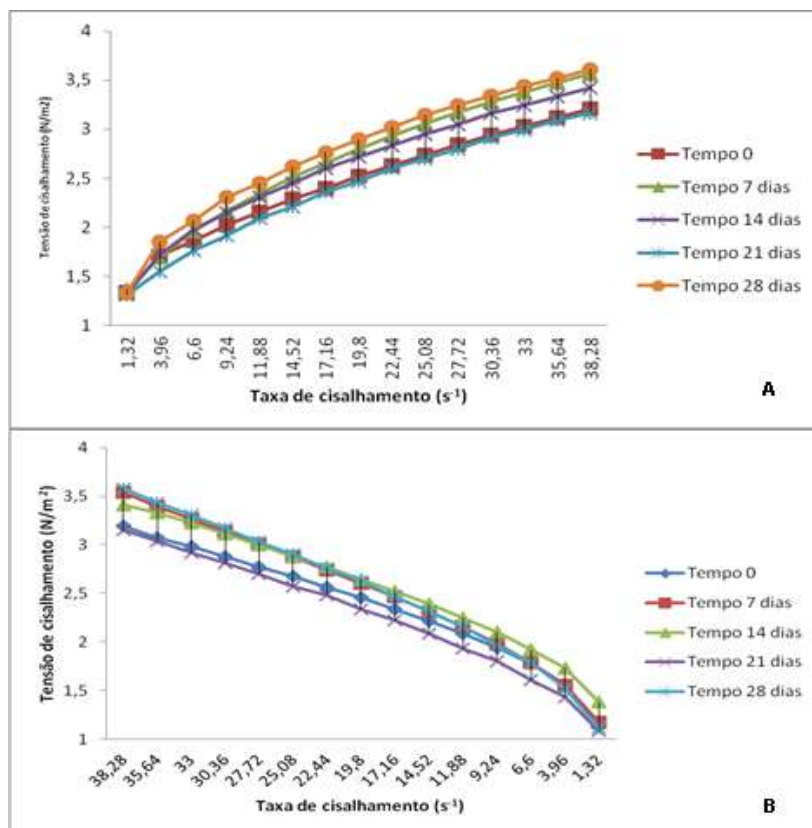 4
3,5
3
2,5
2
1,5
1
Tensão de cisalhamento (N/m2)
1,32
3,96
6,6
9,24
11,88
14,52
17,16
19,8
22,44
25,08
27,72
30,36
33
35,64
38,28
Taxa de cisalhamento (s⁻¹)
Tempo 0
Tempo 7 dias
Tempo 14 dias
Tempo 21 dias
Tempo 28 dias
A
4
3,5
3
2,5
2
1,5
1
Tensão de cisalhamento (N/m²)
38,28
35,64
33
30,36
27,72
25,08
22,44
19,8
17,16
14,52
11,88
9,24
6,6
3,96
1,32
Taxa de cisalhamento (s⁻¹)
Tempo 0
Tempo 7 dias
Tempo 14 dias
Tempo 21 dias
Tempo 28 dias
B